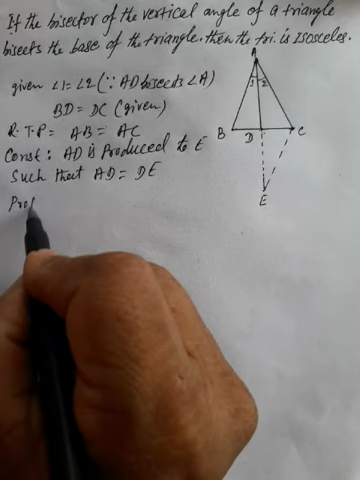 If the bisector of the vertical angle of a triangle
bisects the base of the triangle, then the tri. is Isosceles.
given ∠1 = ∠2 (∵ AD bisects ∠A)
BD = DC (given)
R.T.P = AB = AC
Const: AD is produced to E
Such that AD = DE
Prof
A
1 2
B D C
E